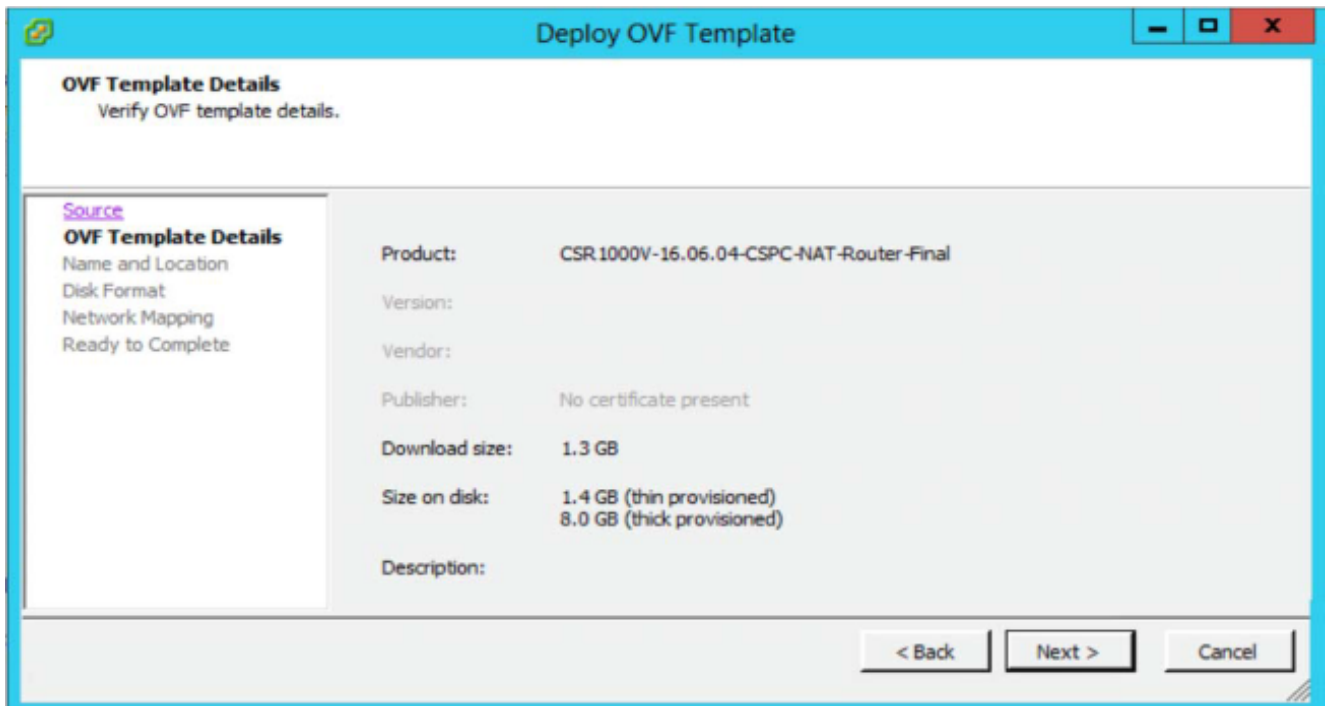 Deploy OVF Template
OVF Template Details
Verify OVF template details.
Source
OVF Template Details
Name and Location
Disk Format
Network Mapping
Ready to Complete
Product: CSR1000V-16.06.04-CSPC-NAT-Router-Final
Version:
Vendor:
Publisher: No certificate present
Download size: 1.3 GB
Size on disk: 1.4 GB (thin provisioned)
8.0 GB (thick provisioned)
Description:
< Back Next > Cancel